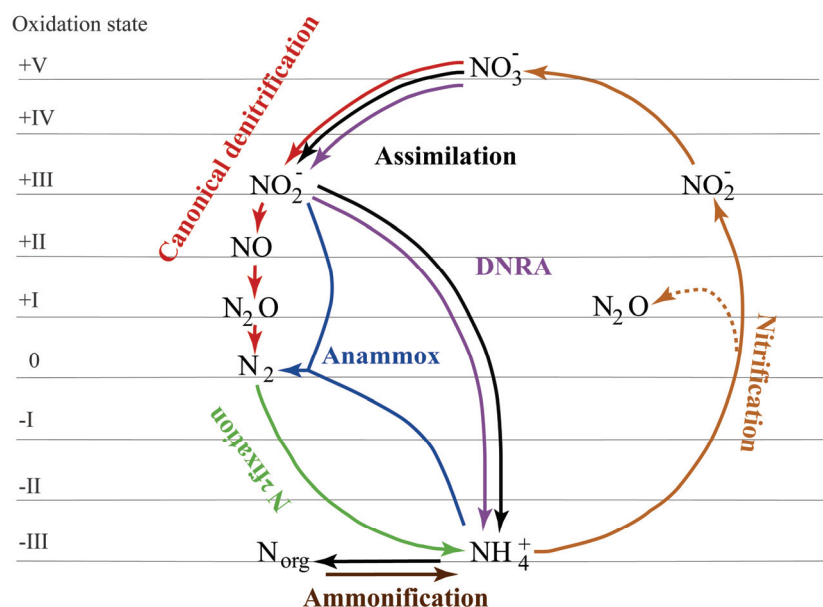 Oxidation state
Canonical denitrification
+V
NO₃⁻
+IV
Assimilation
+III
NO₂⁻
NO₂⁻
+II
NO
DNRA
+I
N₂O
N₂O
Nitrification
0
N₂
Anammox
-I
N₂fixation
-II
-III
Norg
NH₄⁺
Ammonification